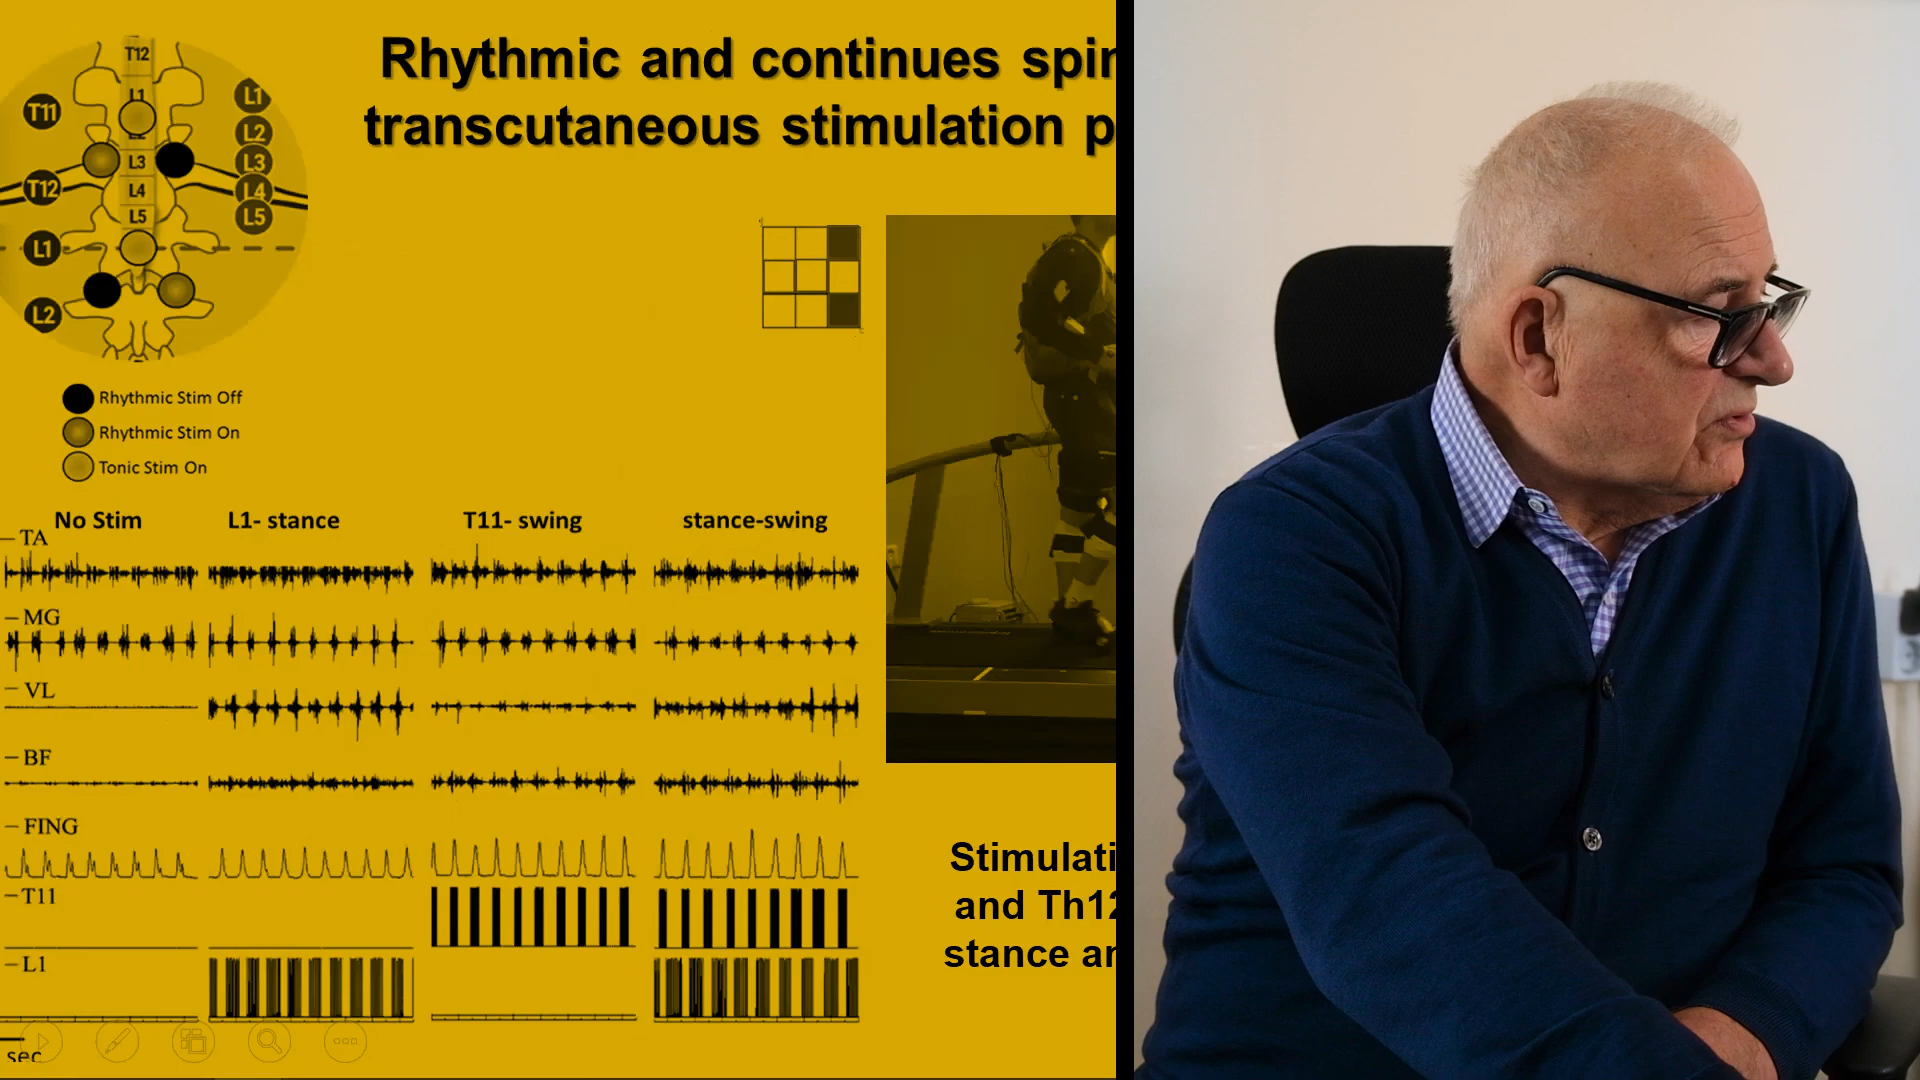 Rhythmic and continues spin
transcutaneous stimulation p
T12
L1
L3
L4
L5
T11
T12
L1
L2
L1
L2
L3
L4
L5
Rhythmic Stim Off
Rhythmic Stim On
Tonic Stim On
No Stim L1- stance T11- swing stance-swing
TA
MG
VL
BF
FING
T11
L1
sec
Stimulati
and Th12
stance an